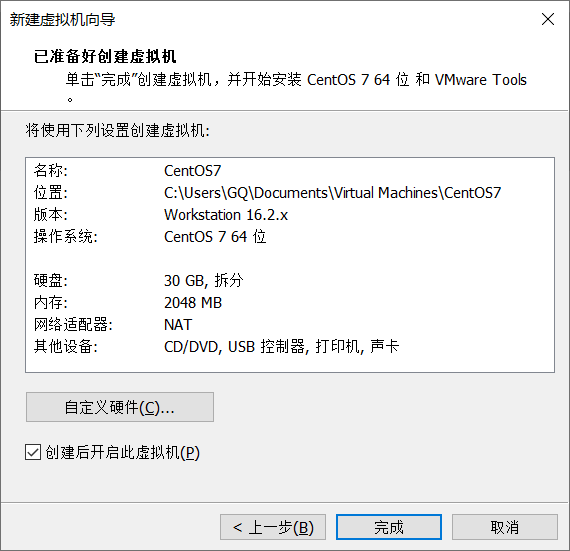 新建虚拟机向导
已准备好创建虚拟机
单击“完成”创建虚拟机，并开始安装 CentOS 7 64 位 和 VMware Tools
。
将使用下列设置创建虚拟机:
名称: CentOS7
位置: C:\Users\GQ\Documents\Virtual Machines\CentOS7
版本: Workstation 16.2.x
操作系统: CentOS 7 64 位
硬盘: 30 GB, 拆分
内存: 2048 MB
网络适配器: NAT
其他设备: CD/DVD, USB 控制器, 打印机, 声卡
自定义硬件(C)...
创建后开启此虚拟机(P)
< 上一步(B) 完成 取消